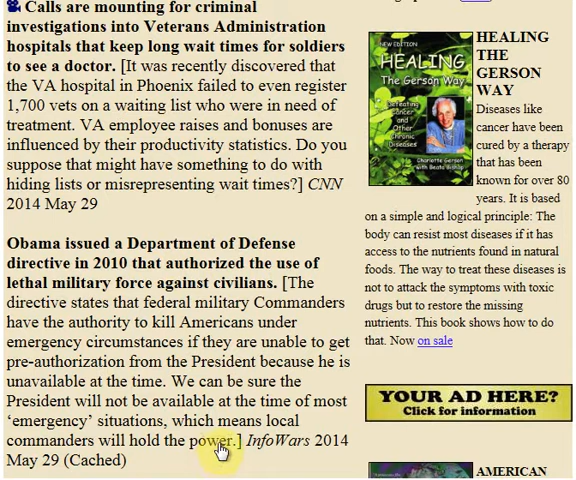 Calls are mounting for criminal
investigations into Veterans Administration
hospitals that keep long wait times for soldiers
to see a doctor. [It was recently discovered that
the VA hospital in Phoenix failed to even register
1,700 vets on a waiting list who were in need of
treatment. VA employee raises and bonuses are
influenced by their productivity statistics. Do you
suppose that might have something to do with
hiding lists or misrepresenting wait times?] CNN
2014 May 29
Obama issued a Department of Defense
directive in 2010 that authorized the use of
lethal military force against civilians. [The
directive states that federal military Commanders
have the authority to kill Americans under
emergency circumstances if they are unable to get
pre-authorization from the President because he is
unavailable at the time. We can be sure the
President will not be available at the time of most
‘emergency’ situations, which means local
commanders will hold the power.] InfoWars 2014
May 29 (Cached)
NEW EDITION
HEALING
The Gerson Way
Defeating
Cancer
and
Other
Chronic
Diseases
Charlotte Gerson
with Beata Bishop
HEALING
THE
GERSON
WAY
Diseases like
cancer have been
cured by a therapy
that has been
known for over 80
years. It is based
on a simple and logical principle: The
body can resist most diseases if it has
access to the nutrients found in natural
foods. The way to treat these diseases is
not to attack the symptoms with toxic
drugs but to restore the missing
nutrients. This book shows how to do
that. Now on sale
YOUR AD HERE?
Click for information
AMERICAN